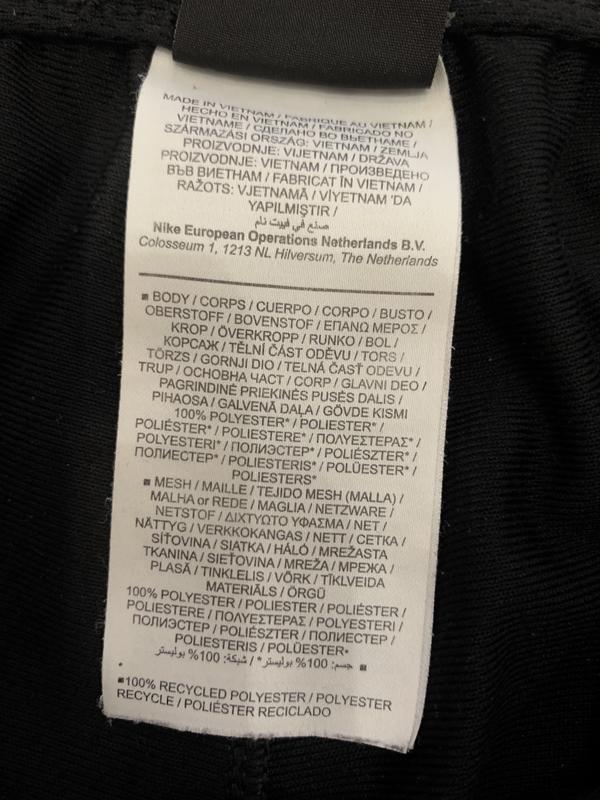 MADE IN VIETNAM / FABRIQUÉ AU VIETNAM /
HECHO EN VIETNAM / FABRICADO NO
VIETNAME / СДЕЛАНО ВО ВЬЕТНАМЕ /
SZÁRMAZÁSI ORSZÁG: VIETNAM / ZEMLJA
PROIZVODNJE: VIJETNAM / DRŽAVA
PROIZVODNJE: VIETNAM / ПРОИЗВЕДЕНО
ВЪВ ВИЕТНАМ / FABRICAT ÎN VIETNAM /
RAŽOTS: VJETNAMĀ / VİYETNAM 'DA
YAPILMIŞTIR /
صنع في فييت نام
Nike European Operations Netherlands B.V.
Colosseum 1, 1213 NL Hilversum, The Netherlands
■ BODY / CORPS / CUERPO / CORPO / BUSTO /
OBERSTOFF / BOVENSTOF / ΕΠΑΝΩ ΜΕΡΟΣ /
KROP / ÖVERKROPP / RUNKO / BOL /
КОРСАЖ / TĚLNÍ ČÁST ODĚVU / TORS /
TÖRZS / GORNJI DIO / TELNÁ ČASŤ ODEVU /
TRUP / ОСНОВНА ЧАСТ / CORP / GLAVNI DEO /
PAGRINDINĖ PRIEKINĖS PUSĖS DALIS /
PIHAOSA / GALVENĀ DAĻA / GÖVDE KISMI
100% POLYESTER* / POLIESTER* /
POLIÉSTER* / POLIESTERE* / ΠΟΛΥΕΣΤΕΡΑΣ* /
POLYESTERI* / ПОЛИЭСТЕР* / POLIÉSZTER* /
ПОЛИЕСТЕР* / POLIESTERIS* / POLÜESTER* /
POLIESTERS*
■ MESH / MAILLE / TEJIDO MESH (MALLA) /
MALHA or REDE / MAGLIA / NETZWARE /
NETSTOF / ΔΙΧΤΥΩΤΟ ΥΦΑΣΜΑ / NET /
NÄTTYG / VERKKOKANGAS / NETT / СЕТКА /
SÍŤOVINA / SIATKA / HÁLÓ / MREŽASTA
TKANINA / SIEŤOVINA / MREŽA / МРЕЖА /
PLASĂ / TINKLELIS / VÕRK / TĪKLVEIDA
MATERIĀLS / ÖRGÜ
100% POLYESTER / POLIESTER / POLIÉSTER /
POLIESTERE / ΠΟΛΥΕΣΤΕΡΑΣ / POLYESTERI /
ПОЛИЭСТЕР / POLIÉSZTER / ПОЛИЕСТЕР /
POLIESTERIS / POLÜESTER*
■ جسم: 100% بوليستر* / شبكة: 100% بوليستر
■100% RECYCLED POLYESTER / POLYESTER
RECYCLE / POLIÉSTER RECICLADO